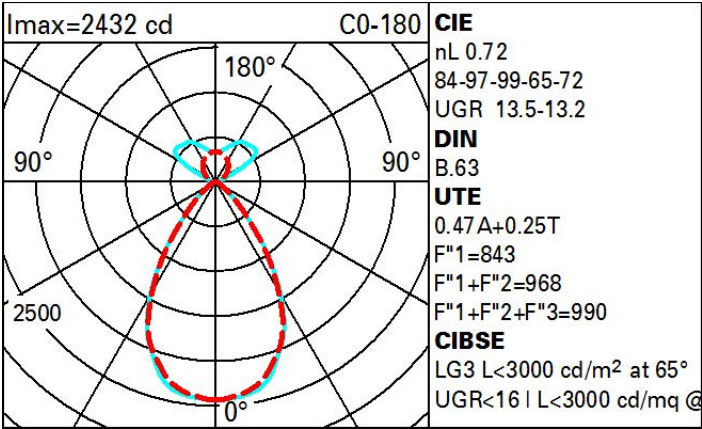 Imax=2432 cd C0-180
180°
90° 90°
2500
0°
CIE
nL 0.72
84-97-99-65-72
UGR 13.5-13.2
DIN
B.63
UTE
0.47A+0.25T
F"1=843
F"1+F"2=968
F"1+F"2+F"3=990
CIBSE
LG3 L<3000 cd/m² at 65°
UGR<16 | L<3000 cd/mq @